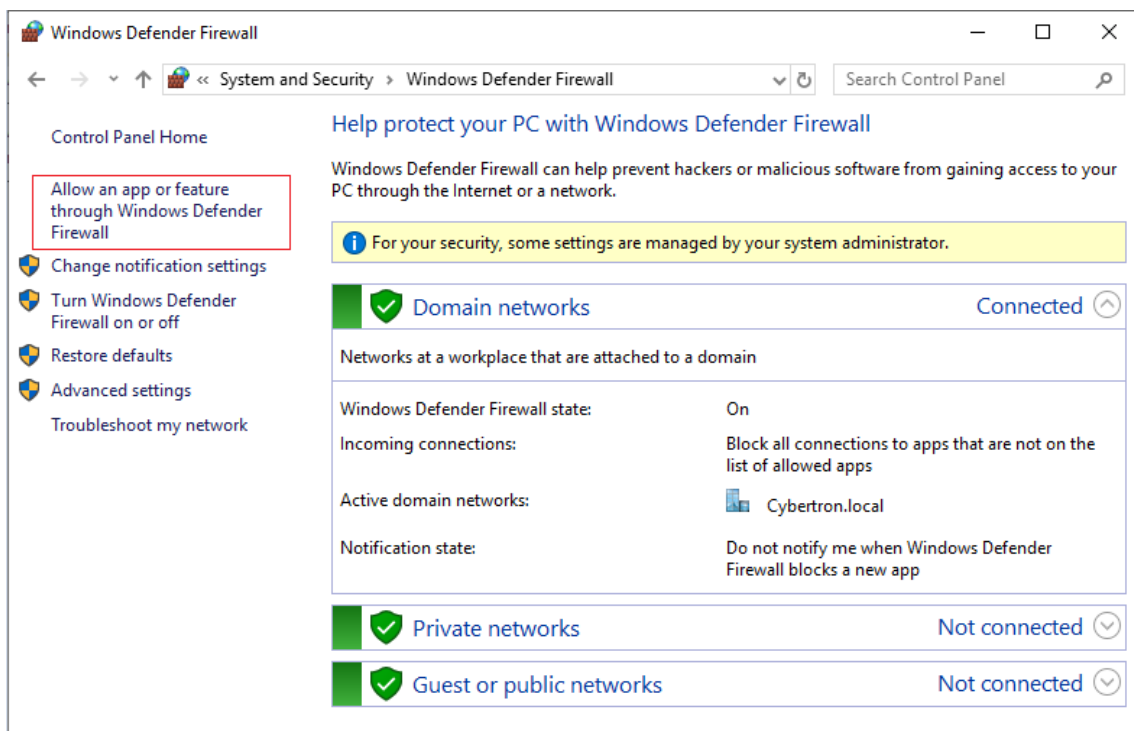 Windows Defender Firewall
« System and Security > Windows Defender Firewall
Search Control Panel
Control Panel Home
Allow an app or feature
through Windows Defender
Firewall
Change notification settings
Turn Windows Defender
Firewall on or off
Restore defaults
Advanced settings
Troubleshoot my network
Help protect your PC with Windows Defender Firewall
Windows Defender Firewall can help prevent hackers or malicious software from gaining access to your
PC through the Internet or a network.
For your security, some settings are managed by your system administrator.
Domain networks Connected
Networks at a workplace that are attached to a domain
Windows Defender Firewall state: On
Incoming connections: Block all connections to apps that are not on the
list of allowed apps
Active domain networks: Cybertron.local
Notification state: Do not notify me when Windows Defender
Firewall blocks a new app
Private networks Not connected
Guest or public networks Not connected